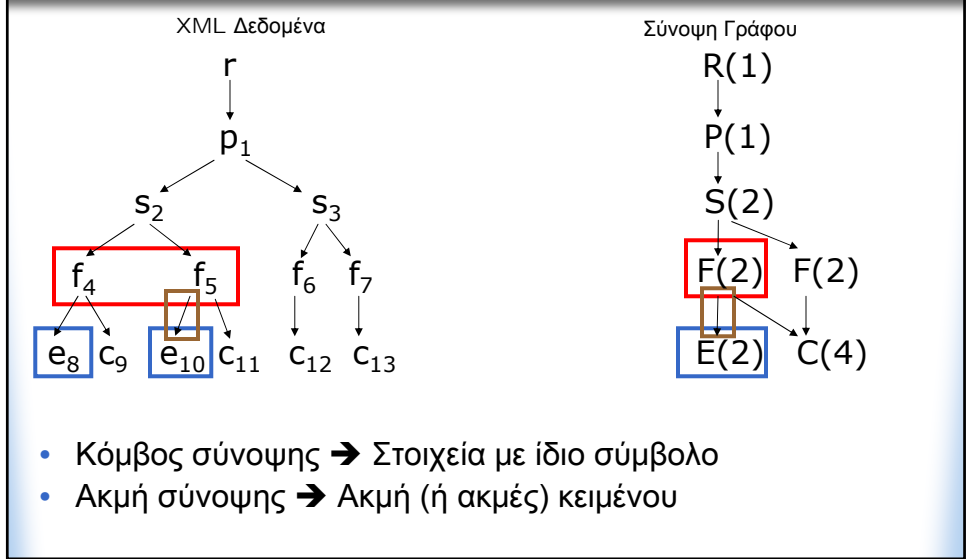 XML Δεδομένα Σύνοψη Γράφου
r R(1)
p₁ P(1)
s₂ s₃ S(2)
f₄ f₅ f₆ f₇ F(2) F(2)
e₈ c₉ e₁₀ c₁₁ c₁₂ c₁₃ E(2) C(4)
• Κόμβος σύνοψης ➔ Στοιχεία με ίδιο σύμβολο
• Ακμή σύνοψης ➔ Ακμή (ή ακμές) κειμένου